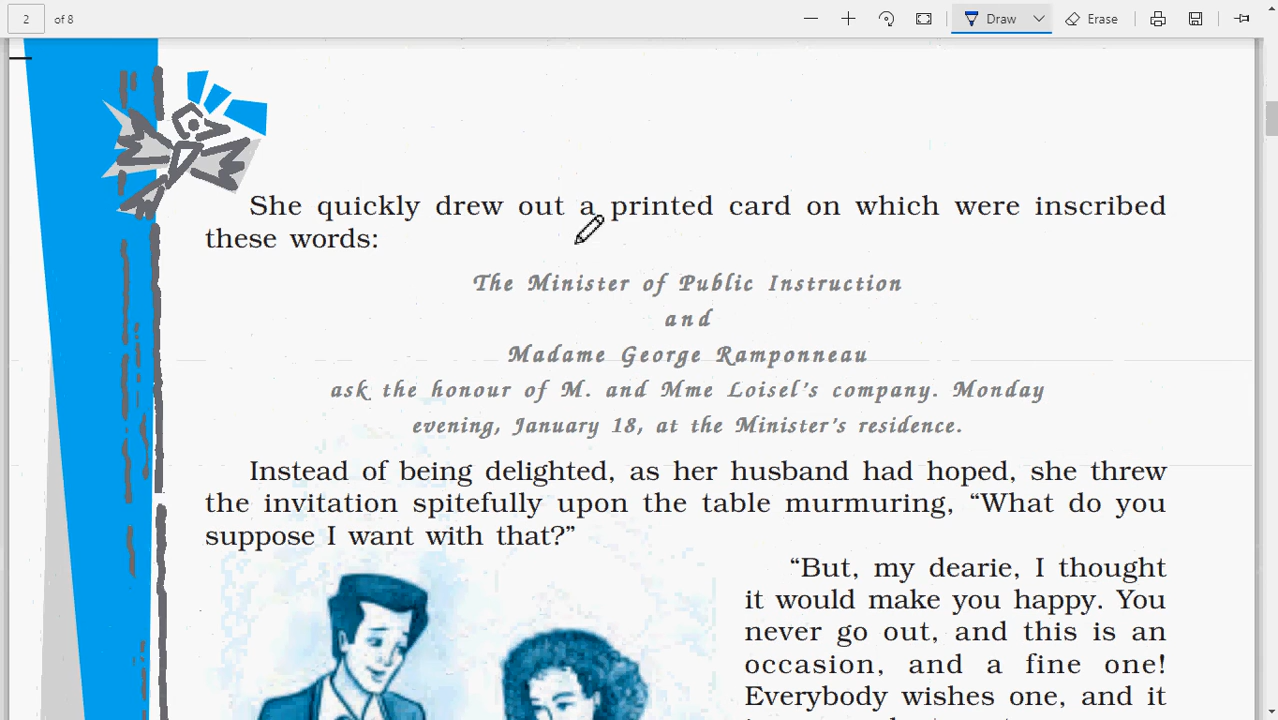 2 of 8
Draw
Erase
She quickly drew out a printed card on which were inscribed
these words:
The Minister of Public Instruction
and
Madame George Ramponneau
ask the honour of M. and Mme Loisel's company. Monday
evening, January 18, at the Minister's residence.
Instead of being delighted, as her husband had hoped, she threw
the invitation spitefully upon the table murmuring, “What do you
suppose I want with that?”
“But, my dearie, I thought
it would make you happy. You
never go out, and this is an
occasion, and a fine one!
Everybody wishes one, and it